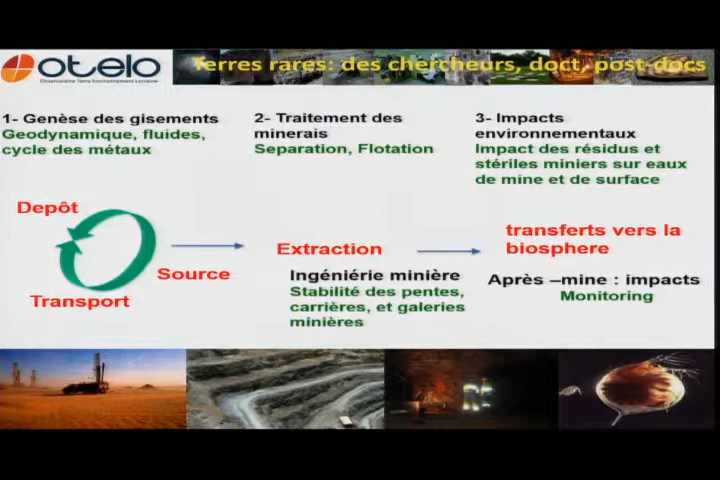 otelo
Observatoire Terre Environnement Lorraine
Terres rares: des chercheurs, doct, post-docs
1- Genèse des gisements
Geodynamique, fluides,
cycle des métaux
2- Traitement des
minerais
Separation, Flotation
3- Impacts
environnementaux
Impact des résidus et
stériles miniers sur eaux
de mine et de surface
Depôt
Source
Transport
Extraction
Ingéniérie minière
Stabilité des pentes,
carrières, et galeries
minières
transferts vers la
biosphere
Après –mine : impacts
Monitoring